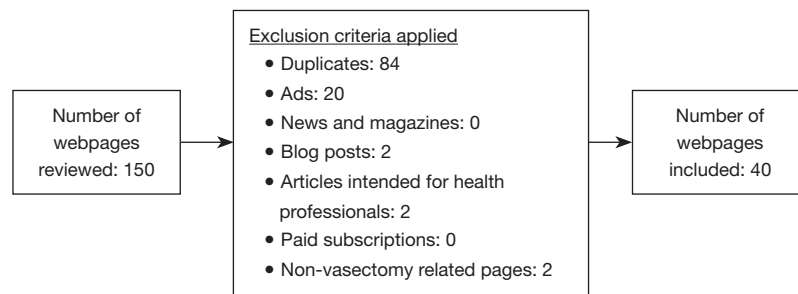 Number of
webpages
reviewed: 150
Exclusion criteria applied
• Duplicates: 84
• Ads: 20
• News and magazines: 0
• Blog posts: 2
• Articles intended for health
professionals: 2
• Paid subscriptions: 0
• Non-vasectomy related pages: 2
Number of
webpages
included: 40